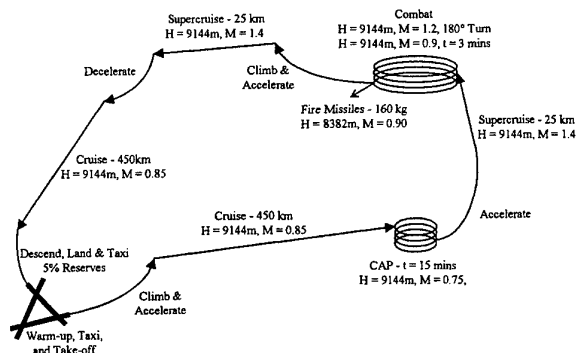 Supercruise - 25 km
H = 9144m, M = 1.4
Combat
H = 9144m, M = 1.2, 180° Turn
H = 9144m, M = 0.9, t = 3 mins
Decelerate
Climb &
Accelerate
Fire Missiles - 160 kg
H = 8382m, M = 0.90
Supercruise - 25 km
H = 9144m, M = 1.4
Cruise - 450km
H = 9144m, M = 0.85
Cruise - 450 km
H = 9144m, M = 0.85
Accelerate
Descend, Land & Taxi
5% Reserves
CAP - t = 15 mins
H = 9144m, M = 0.75,
Climb &
Accelerate
Warm-up, Taxi,
and Take-off